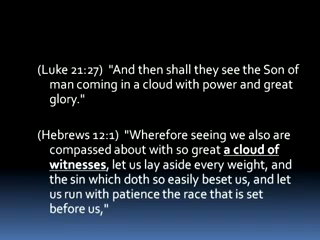 (Luke 21:27)  "And then shall they see the Son of
man coming in a cloud with power and great
glory."
(Hebrews 12:1)  "Wherefore seeing we also are
compassed about with so great a cloud of
witnesses, let us lay aside every weight, and
the sin which doth so easily beset us, and let
us run with patience the race that is set
before us,"